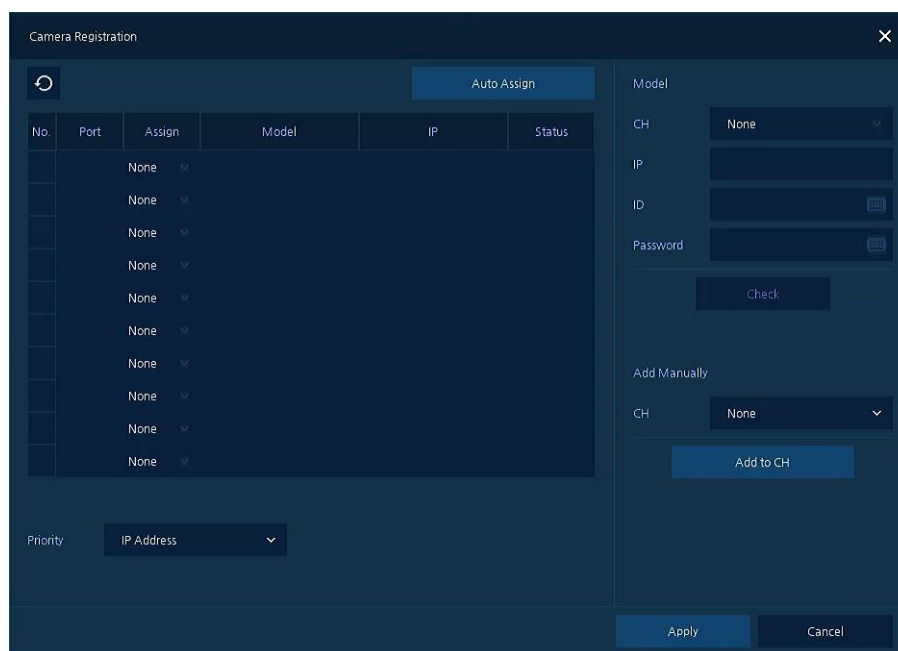 Camera Registration
Auto Assign
No. Port Assign Model IP Status
None
None
None
None
None
None
None
None
None
None
Priority IP Address
Model
CH None
IP
ID
Password
Check
Add Manually
CH None
Add to CH
Apply Cancel